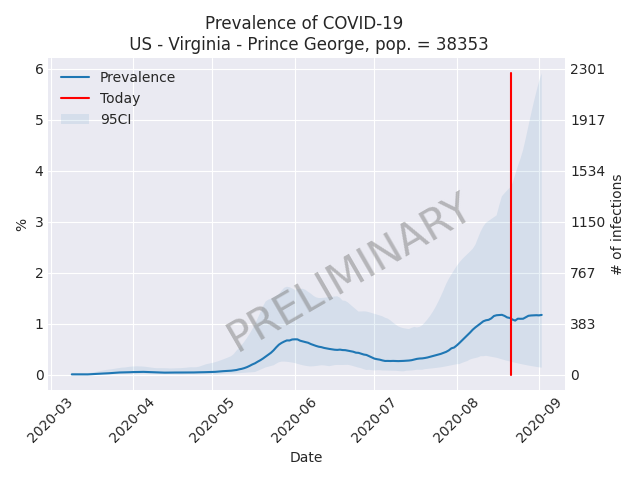 Prevalence of COVID-19
US - Virginia - Prince George, pop. = 38353
Prevalence
Today
95CI
6
5
4
3
2
1
0
%
2301
1917
1534
1150
767
383
0
# of infections
PRELIMINARY
2020-03
2020-04
2020-05
2020-06
2020-07
2020-08
2020-09
Date